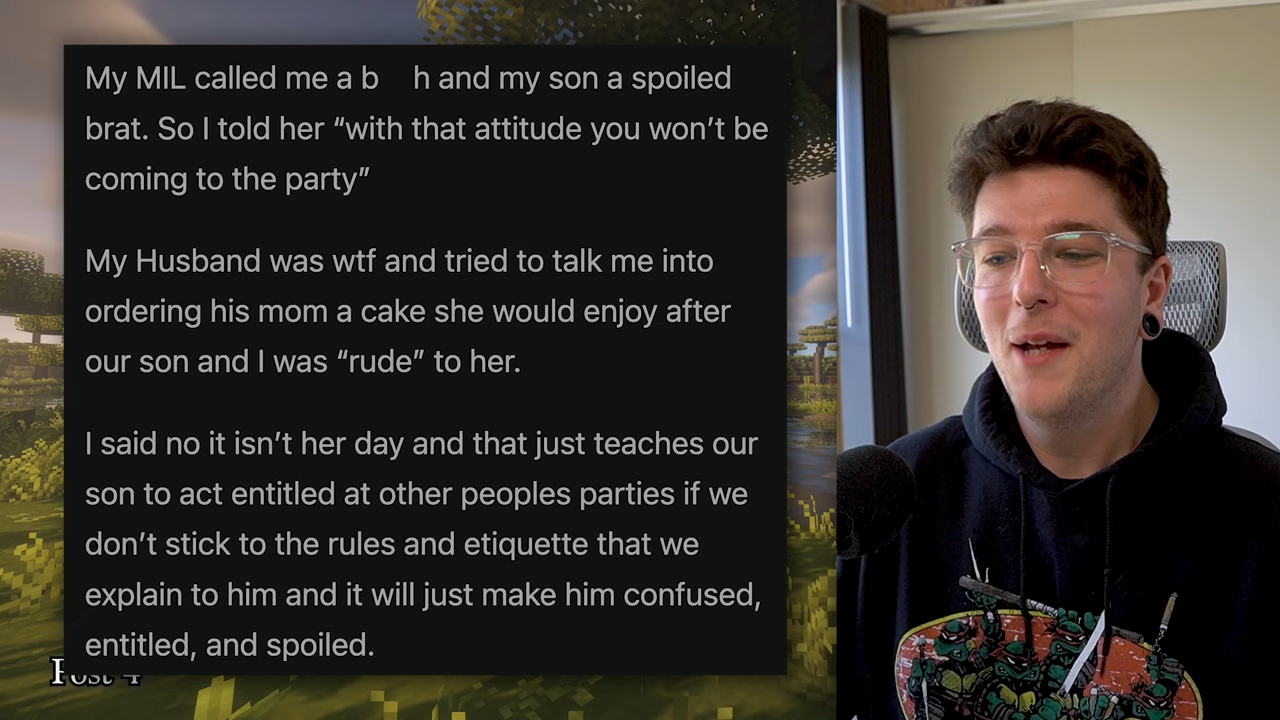 My MIL called me a b    h and my son a spoiled
brat. So I told her “with that attitude you won’t be
coming to the party”
My Husband was wtf and tried to talk me into
ordering his mom a cake she would enjoy after
our son and I was “rude” to her.
I said no it isn’t her day and that just teaches our
son to act entitled at other peoples parties if we
don’t stick to the rules and etiquette that we
explain to him and it will just make him confused,
entitled, and spoiled.
Post 4